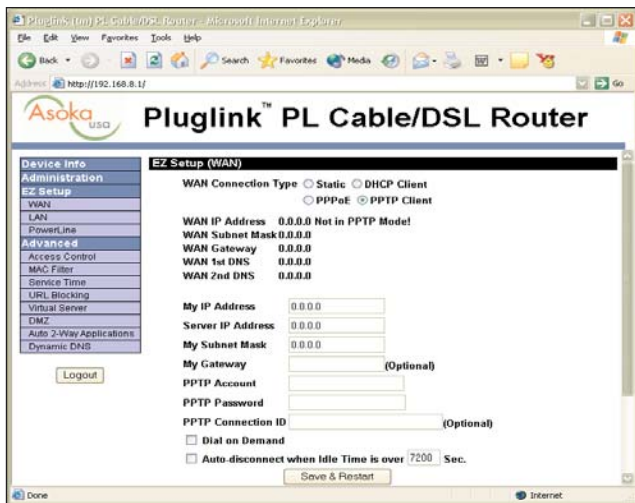 Pluglink (tm) PL Cable/DSL Router - Microsoft Internet Explorer
File Edit View Favorites Tools Help
Back Search Favorites Media
Address http://192.168.8.1/ Go
Asoka usa
Pluglink™ PL Cable/DSL Router
Device Info
Administration
EZ Setup
WAN
LAN
PowerLine
Advanced
Access Control
MAC Filter
Service Time
URL Blocking
Virtual Server
DMZ
Auto 2-Way Applications
Dynamic DNS
Logout
EZ Setup (WAN)
WAN Connection Type Static DHCP Client
PPPoE PPTP Client
WAN IP Address 0.0.0.0 Not in PPTP Mode!
WAN Subnet Mask 0.0.0.0
WAN Gateway 0.0.0.0
WAN 1st DNS 0.0.0.0
WAN 2nd DNS 0.0.0.0
My IP Address 0.0.0.0
Server IP Address 0.0.0.0
My Subnet Mask 0.0.0.0
My Gateway (Optional)
PPTP Account
PPTP Password
PPTP Connection ID (Optional)
Dial on Demand
Auto-disconnect when Idle Time is over 7200 Sec.
Save & Restart
Done Internet